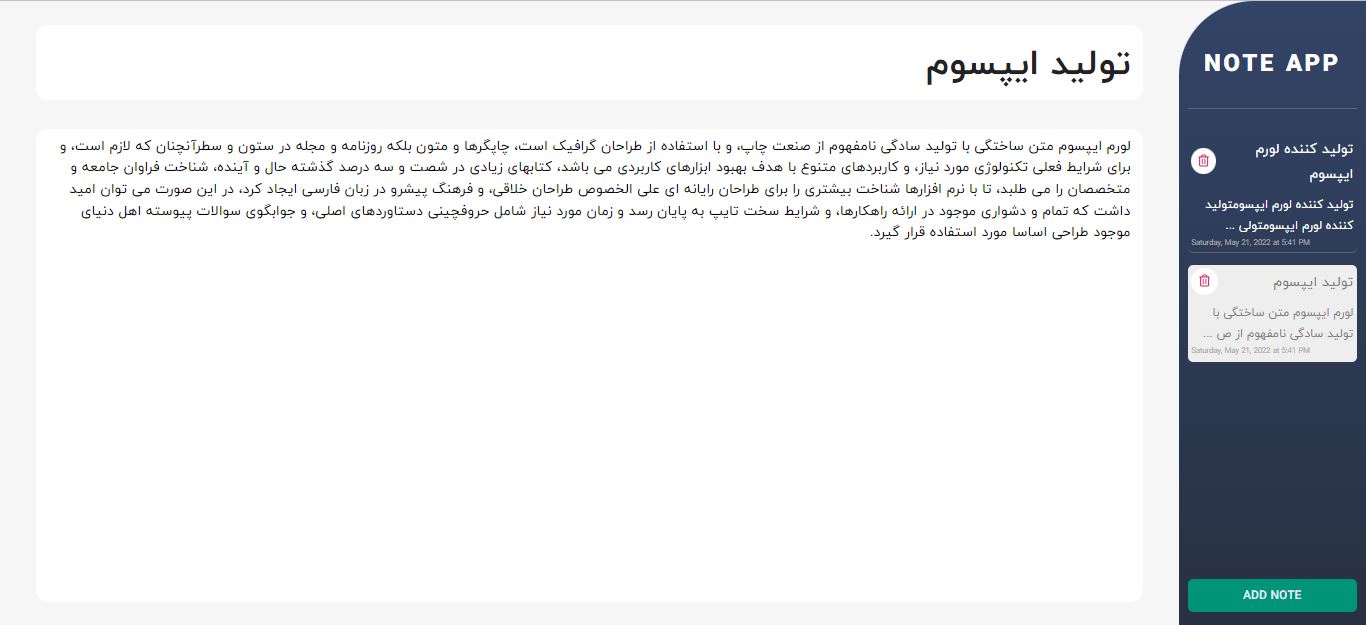 NOTE APP
تولید کننده لورم
ایپسوم
تولید کننده لورم ایپسومتولید
کننده لورم ایپسومتولی ...
Saturday, May 21, 2022 at 5:41 PM
تولید ایپسوم
لورم ایپسوم متن ساختگی با
تولید سادگی نامفهوم از ص ...
Saturday, May 21, 2022 at 5:41 PM
ADD NOTE
تولید ایپسوم
لورم ایپسوم متن ساختگی با تولید سادگی نامفهوم از صنعت چاپ، و با استفاده از طراحان گرافیک است، چاپگرها و متون بلکه روزنامه و مجله در ستون و سطرآنچنان که لازم است، و
برای شرایط فعلی تکنولوژی مورد نیاز، و کاربردهای متنوع با هدف بهبود ابزارهای کاربردی می باشد، کتابهای زیادی در شصت و سه درصد گذشته حال و آینده، شناخت فراوان جامعه و
متخصصان را می طلبد، تا با نرم افزارها شناخت بیشتری را برای طراحان رایانه ای علی الخصوص طراحان خلاقی، و فرهنگ پیشرو در زبان فارسی ایجاد کرد، در این صورت می توان امید
داشت که تمام و دشواری موجود در ارائه راهکارها، و شرایط سخت تایپ به پایان رسد و زمان مورد نیاز شامل حروفچینی دستاوردهای اصلی، و جوابگوی سوالات پیوسته اهل دنیای
موجود طراحی اساسا مورد استفاده قرار گیرد.